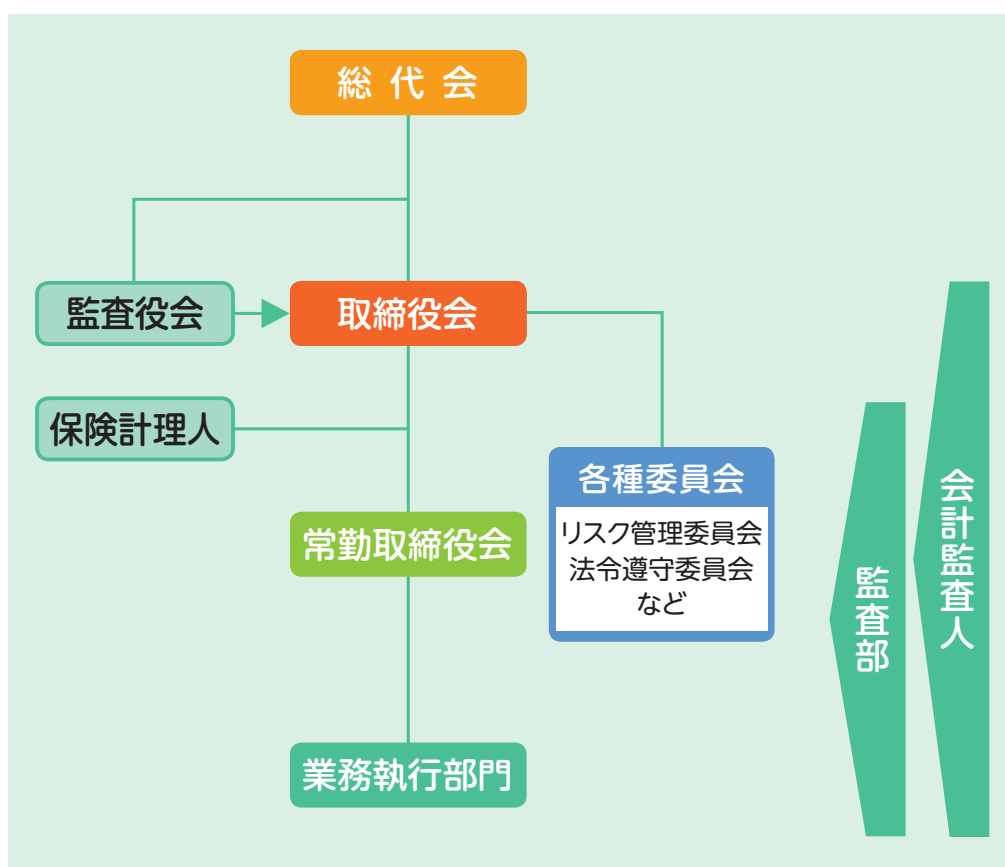 総代会
監査役会
取締役会
保険計理人
各種委員会
リスク管理委員会
法令遵守委員会
など
常勤取締役会
業務執行部門
監査部
会計監査人